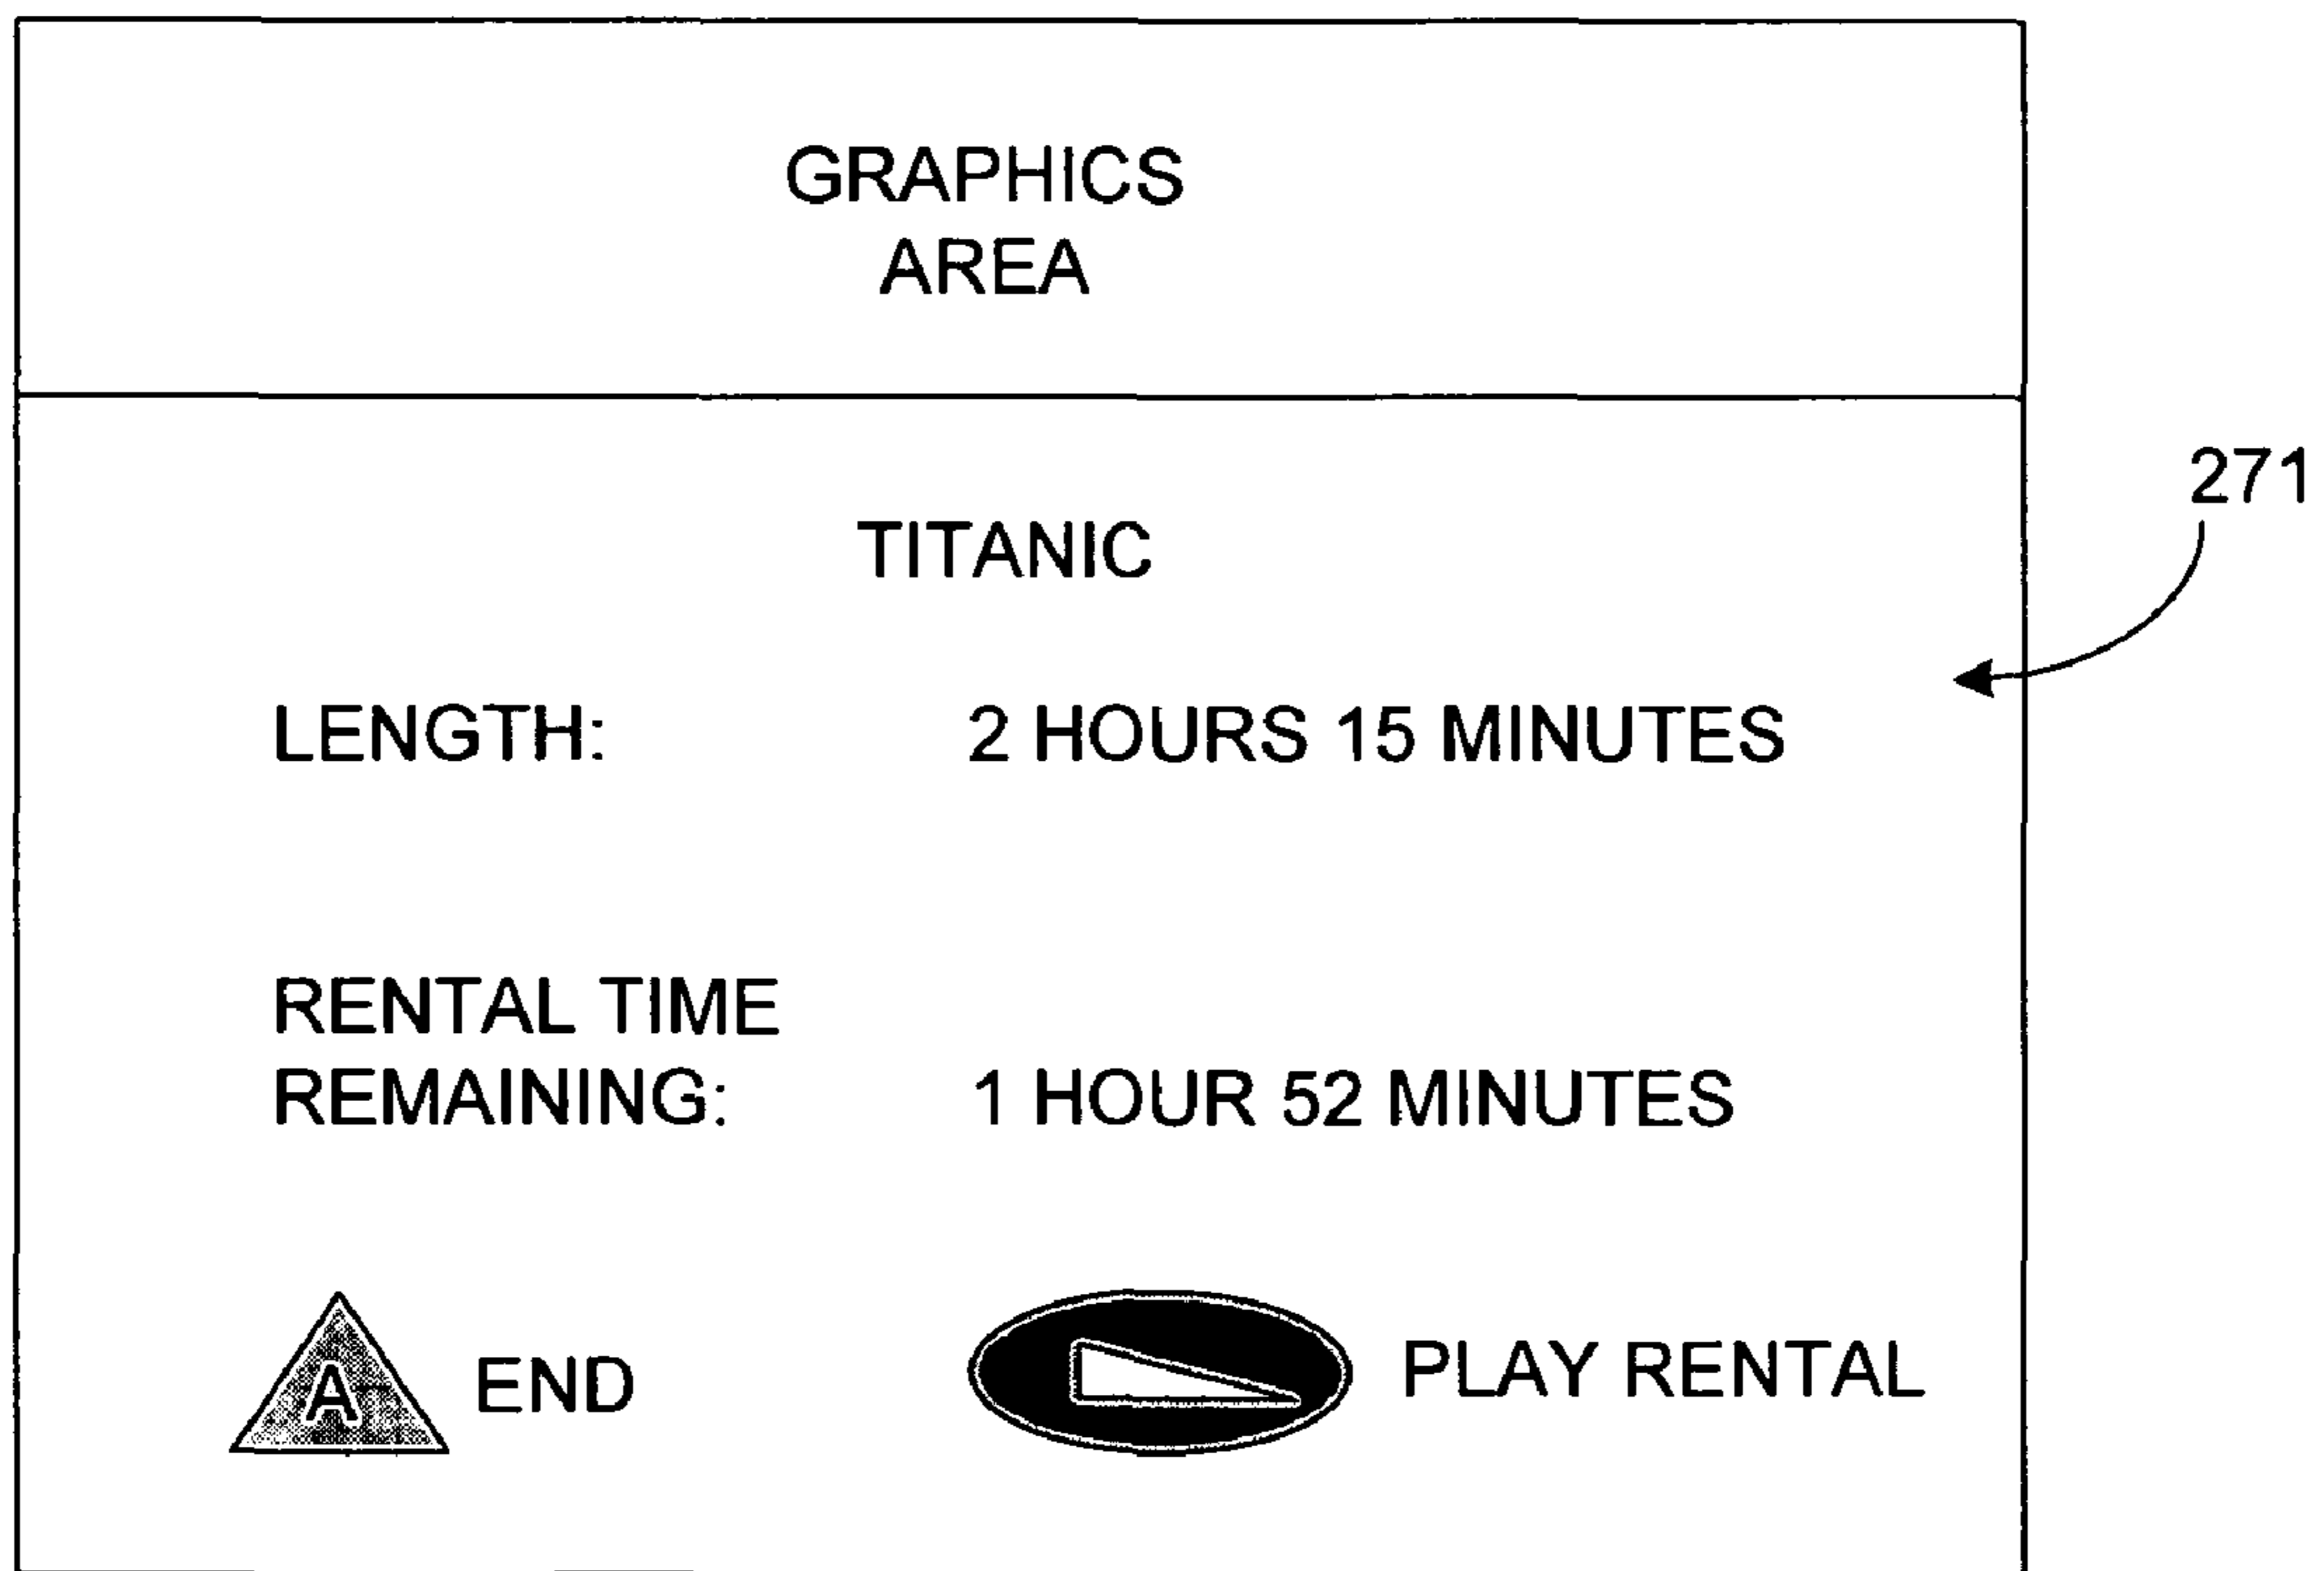 GRAPHICS
AREA
271
TITANIC
LENGTH: 2 HOURS 15 MINUTES
RENTAL TIME
REMAINING: 1 HOUR 52 MINUTES
A END PLAY RENTAL